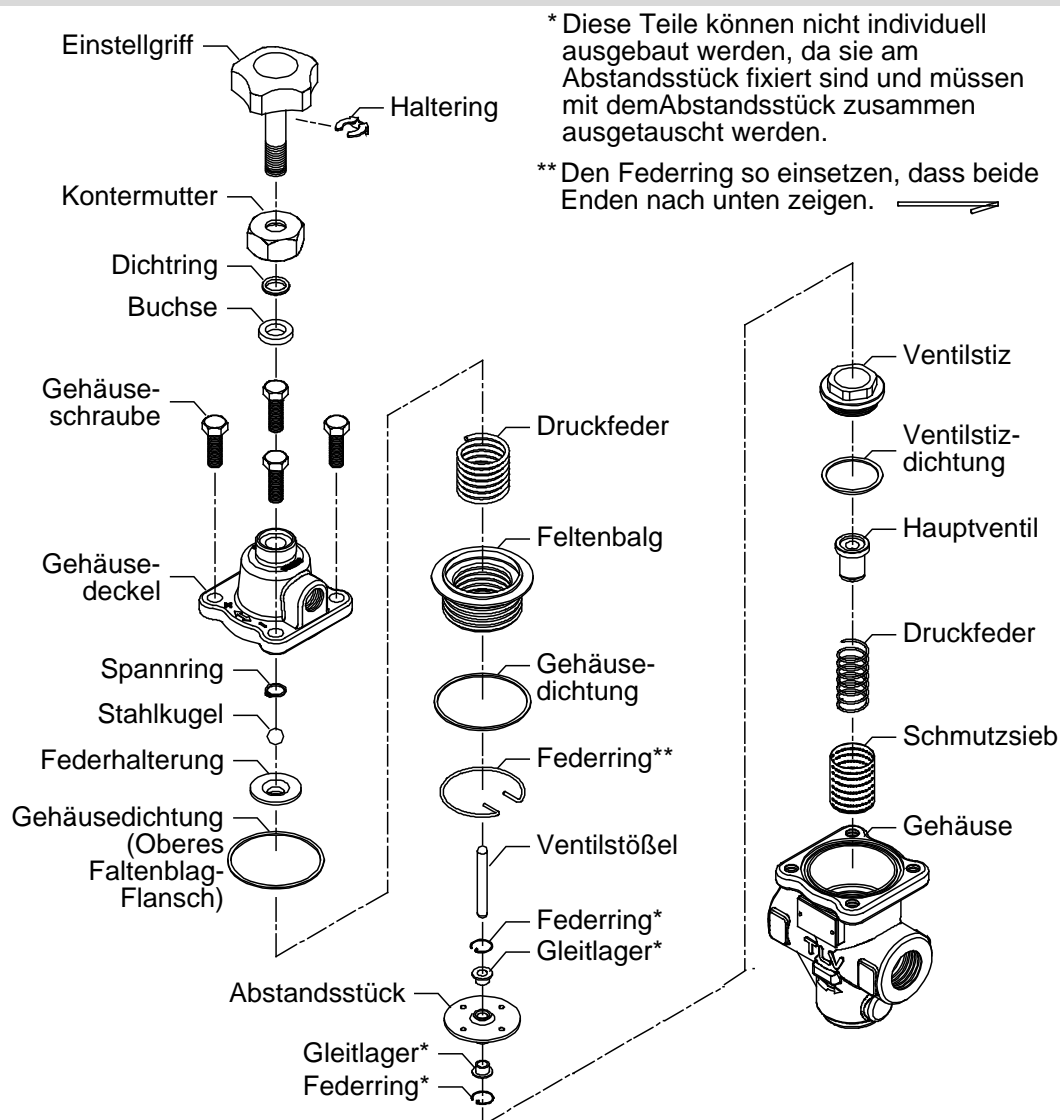 * Diese Teile können nicht individuell
ausgebaut werden, da sie am
Abstandsstück fixiert sind und müssen
mit demAbstandsstück zusammen
ausgetauscht werden.
** Den Federring so einsetzen, dass beide
Enden nach unten zeigen.
Einstellgriff
Haltering
Kontermutter
Dichtring
Buchse
Gehäuse-
schraube
Gehäuse-
deckel
Spannring
Stahlkugel
Federhalterung
Gehäusedichtung
(Oberes
Faltenblag-
Flansch)
Druckfeder
Feltenbalg
Gehäuse-
dichtung
Federring**
Ventilstößel
Federring*
Gleitlager*
Abstandsstück
Gleitlager*
Federring*
Ventilstiz
Ventilstiz-
dichtung
Hauptventil
Druckfeder
Schmutzsieb
Gehäuse
TLV